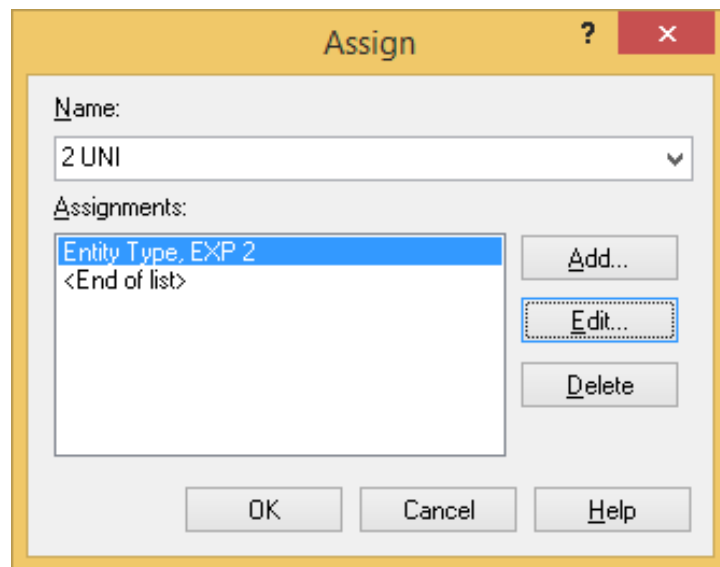 Assign
?
×
Name:
2 UNI
Assignments:
Entity Type, EXP 2
<End of list>
Add...
Edit...
Delete
OK
Cancel
Help